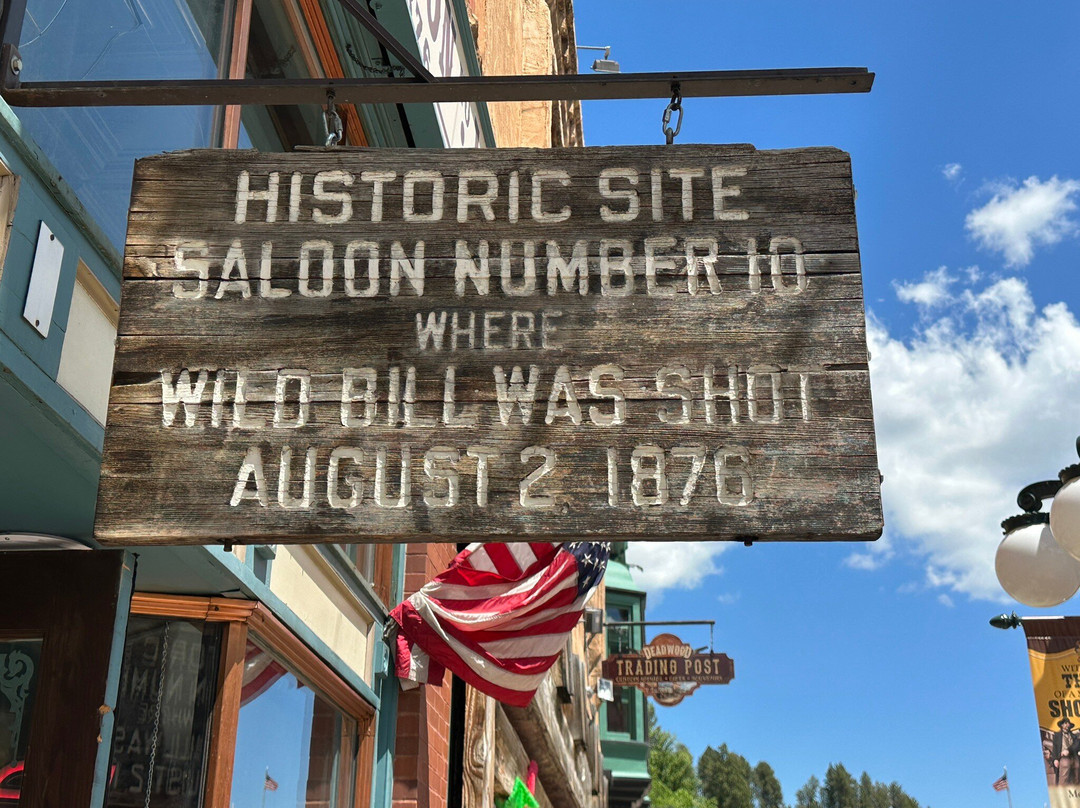 HISTORIC SITE
SALOON NUMBER 10
WHERE
WILD BILL WAS SHOT
AUGUST 2 1876
DEADWOOD
TRADING POST